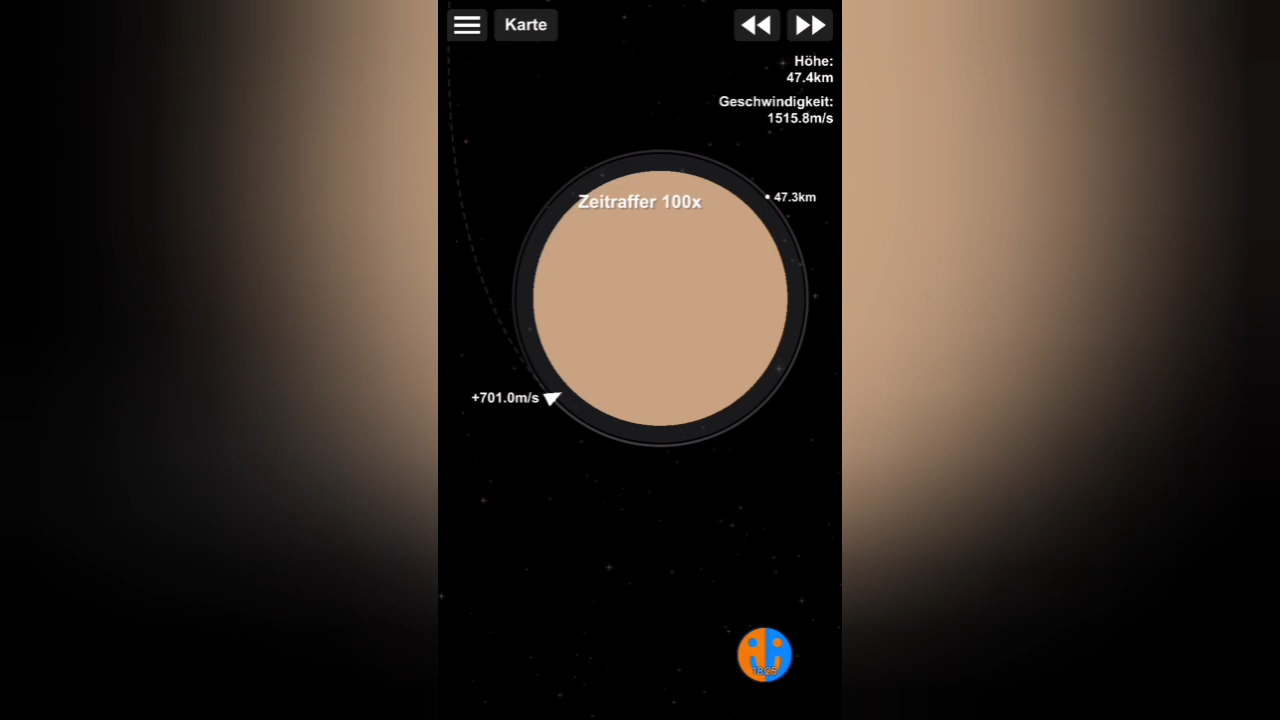 Karte
Höhe:
47.4km
Geschwindigkeit:
1515.8m/s
47.3km
Zeitraffer 100x
+701.0m/s